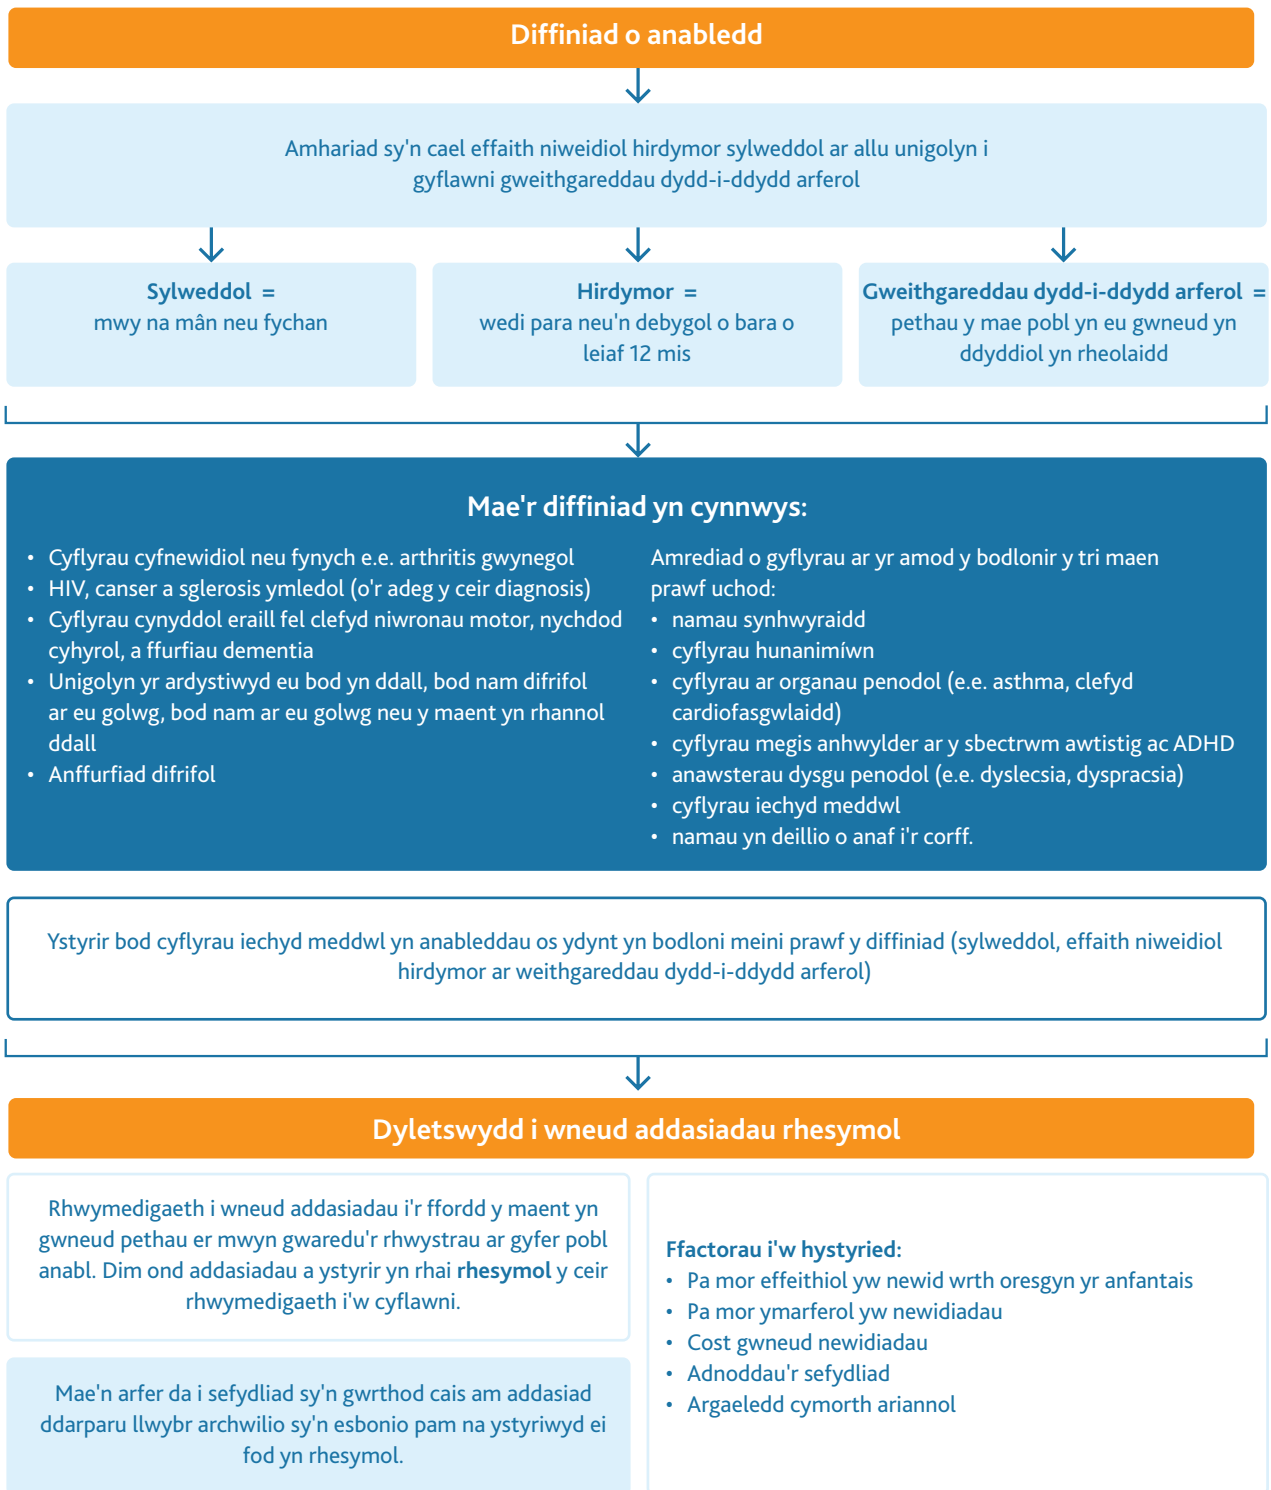 Diffiniad o anabledd
Amhariad sy'n cael effaith niweidiol hirdymor sylweddol ar allu unigolyn i
gyflawni gweithgareddau dydd-i-ddydd arferol
Sylweddol =
mwy na mân neu fychan
Hirdymor =
wedi para neu'n debygol o bara o
leiaf 12 mis
Gweithgareddau dydd-i-ddydd arferol =
pethau y mae pobl yn eu gwneud yn
ddyddiol yn rheolaidd
Mae'r diffiniad yn cynnwys:
• Cyflyrau cyfnewidiol neu fynych e.e. arthritis gwynegol
• HIV, canser a sglerosis ymledol (o'r adeg y ceir diagnosis)
• Cyflyrau cynyddol eraill fel clefyd niwronau motor, nychdod
cyhyrol, a ffurfiau dementia
• Unigolyn yr ardystiwyd eu bod yn ddall, bod nam difrifol
ar eu golwg, bod nam ar eu golwg neu y maent yn rhannol
ddall
• Anffurfiad difrifol
Amrediad o gyflyrau ar yr amod y bodlonir y tri maen
prawf uchod:
• namau synhwyraidd
• cyflyrau hunanimíwn
• cyflyrau ar organau penodol (e.e. asthma, clefyd
cardiofasgwlaidd)
• cyflyrau megis anhwylder ar y sbectrwm awtistig ac ADHD
• anawsterau dysgu penodol (e.e. dyslecsia, dyspracsia)
• cyflyrau iechyd meddwl
• namau yn deillio o anaf i'r corff.
Ystyrir bod cyflyrau iechyd meddwl yn anableddau os ydynt yn bodloni meini prawf y diffiniad (sylweddol, effaith niweidiol
hirdymor ar weithgareddau dydd-i-ddydd arferol)
Dyletswydd i wneud addasiadau rhesymol
Rhwymedigaeth i wneud addasiadau i'r ffordd y maent yn
gwneud pethau er mwyn gwaredu'r rhwystrau ar gyfer pobl
anabl. Dim ond addasiadau a ystyrir yn rhai rhesymol y ceir
rhwymedigaeth i'w cyflawni.
Mae'n arfer da i sefydliad sy'n gwrthod cais am addasiad
ddarparu llwybr archwilio sy'n esbonio pam na ystyriwyd ei
fod yn rhesymol.
Ffactorau i'w hystyried:
• Pa mor effeithiol yw newid wrth oresgyn yr anfantais
• Pa mor ymarferol yw newidiadau
• Cost gwneud newidiadau
• Adnoddau'r sefydliad
• Argaeledd cymorth ariannol